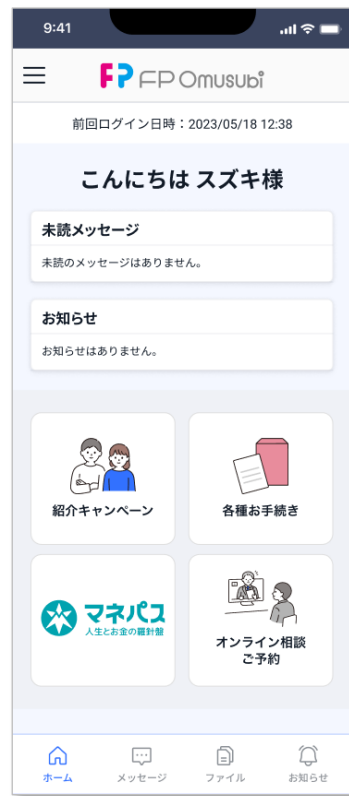 9:41
FP FP Omusubi
前回ログイン日時：2023/05/18 12:38
こんにちは スズキ様
未読メッセージ
未読のメッセージはありません。
お知らせ
お知らせはありません。
紹介キャンペーン
各種お手続き
マネパス
人生とお金の羅針盤
オンライン相談
ご予約
ホーム
メッセージ
ファイル
お知らせ